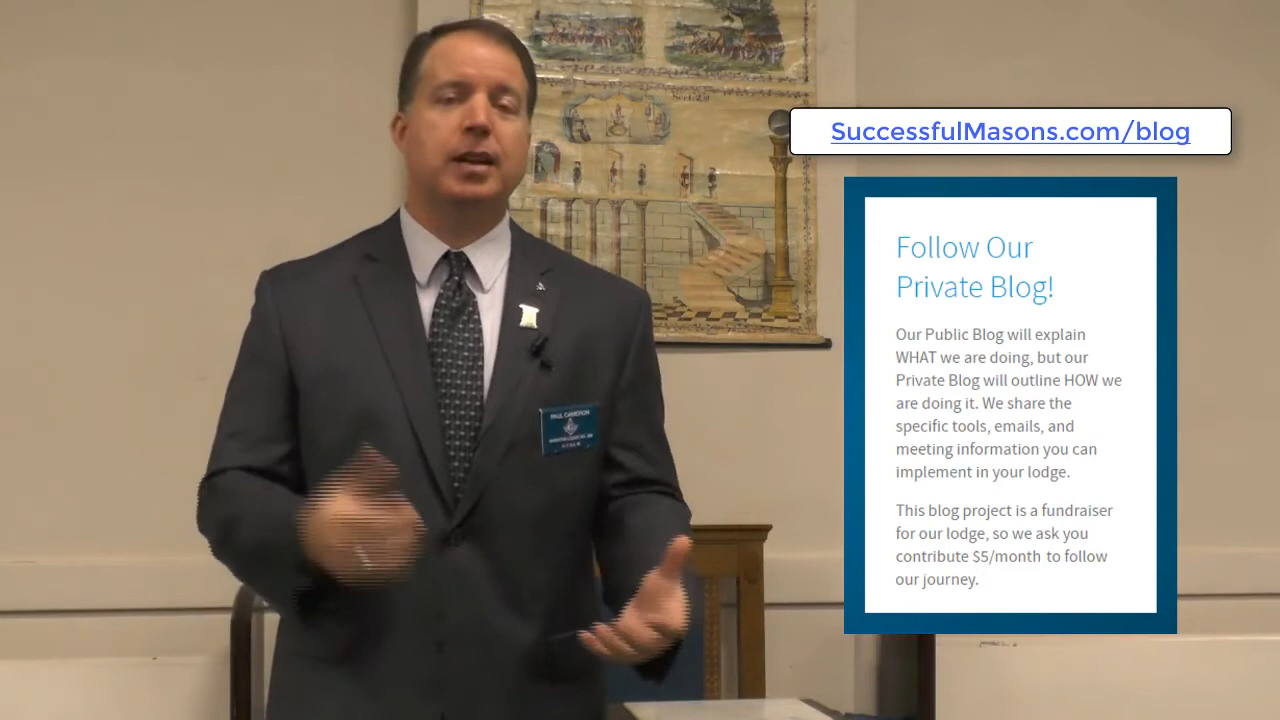 SuccessfulMasons.com/blog
Follow Our
Private Blog!
Our Public Blog will explain
WHAT we are doing, but our
Private Blog will outline HOW we
are doing it. We share the
specific tools, emails, and
meeting information you can
implement in your lodge.
This blog project is a fundraiser
for our lodge, so we ask you
contribute $5/month to follow
our journey.
PAUL CAMERON